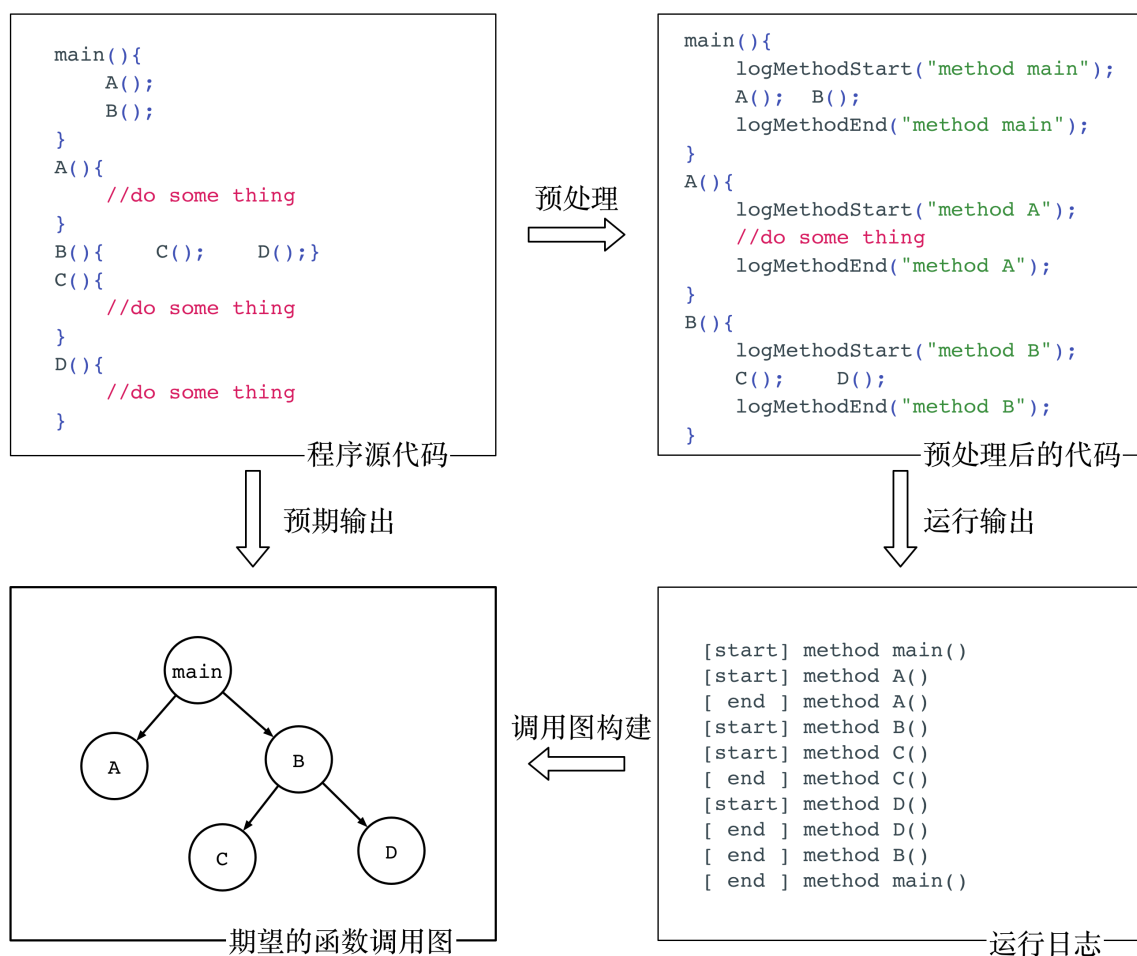 main(){
    A();
    B();
}
A(){
    //do some thing
}
B(){    C();    D();}
C(){
    //do some thing
}
D(){
    //do some thing
}
程序源代码
预处理
main(){
    logMethodStart("method main");
    A();  B();
    logMethodEnd("method main");
}
A(){
    logMethodStart("method A");
    //do some thing
    logMethodEnd("method A");
}
B(){
    logMethodStart("method B");
    C();    D();
    logMethodEnd("method B");
}
预处理后的代码
预期输出
运行输出
main
A
B
C
D
期望的函数调用图
调用图构建
[start] method main()
[start] method A()
[ end ] method A()
[start] method B()
[start] method C()
[ end ] method C()
[start] method D()
[ end ] method D()
[ end ] method B()
[ end ] method main()
运行日志